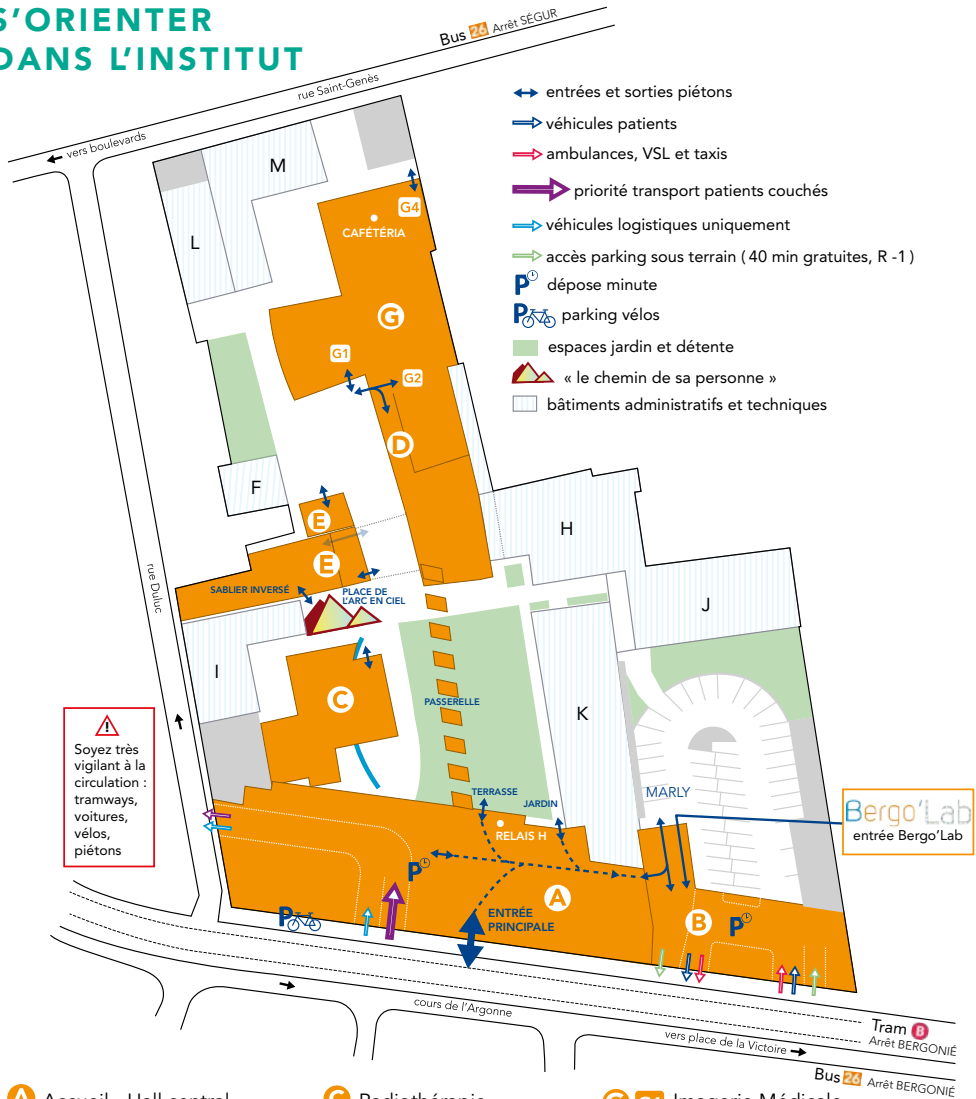 S'ORIENTER
DANS L'INSTITUT
Bus 26 Arrêt SÉGUR
rue Saint-Genès
vers boulevards
entrées et sorties piétons
véhicules patients
ambulances, VSL et taxis
priorité transport patients couchés
véhicules logistiques uniquement
accès parking sous terrain ( 40 min gratuites, R -1 )
P dépose minute
P parking vélos
espaces jardin et détente
« le chemin de sa personne »
bâtiments administratifs et techniques
M
L
G4
CAFÉTÉRIA
G
G1
G2
D
F
E
E
H
J
SABLIER INVERSÉ
PLACE DE
L'ARC EN CIEL
rue Duluc
I
C
PASSERELLE
K
Soyez très
vigilant à la
circulation :
tramways,
voitures,
vélos,
piétons
TERRASSE
JARDIN
MARLY
RELAIS H
Bergo'Lab
entrée Bergo'Lab
P
A
P
ENTRÉE
PRINCIPALE
B
P
cours de l'Argonne
vers place de la Victoire
Tram B
Arrêt BERGONIÉ
Bus 26 Arrêt BERGONIÉ